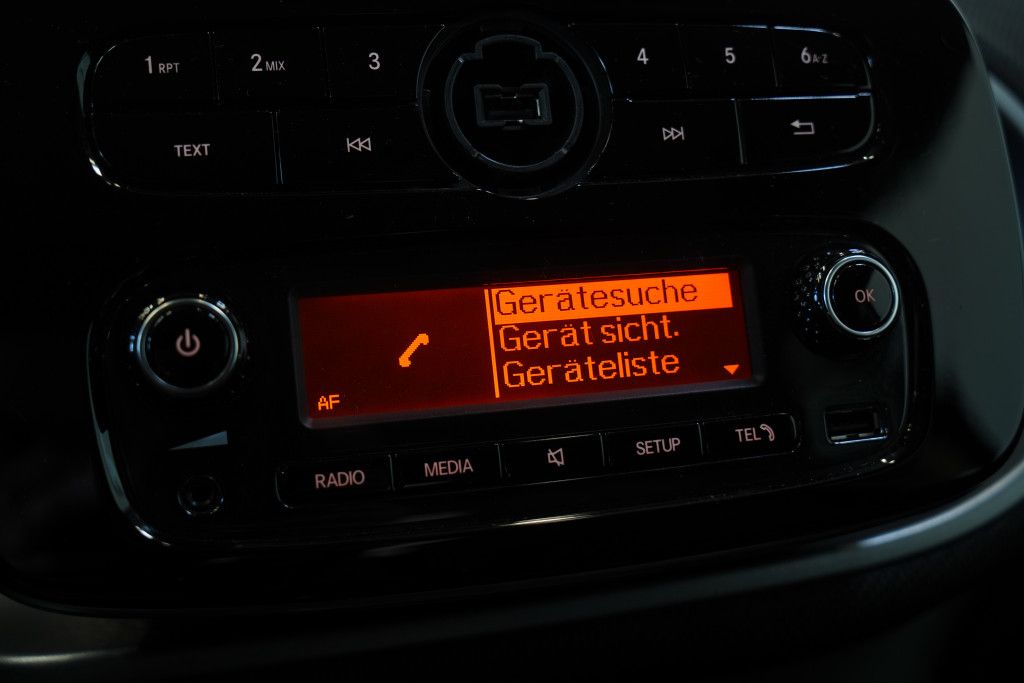 1 RPT 2 MIX 3 4 5 6 A-Z
TEXT
OK
Gerätesuche
Gerät sicht.
Geräteliste
AF
RADIO MEDIA SETUP TEL